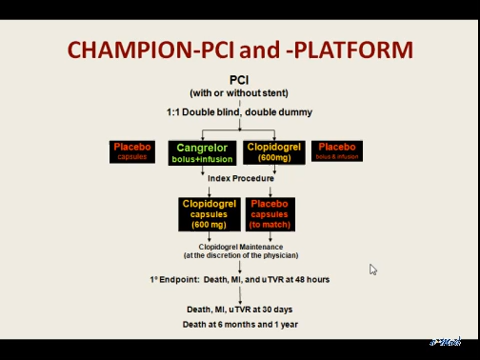 CHAMPION-PCI and -PLATFORM
PCI
(with or without stent)
1:1 Double blind, double dummy
Placebo
capsules
Cangrelor
bolus+infusion
Clopidogrel
(600mg)
Placebo
bolus & infusion
Index Procedure
Clopidogrel
capsules
(600 mg)
Placebo
capsules
(to match)
Clopidogrel Maintenance
(at the discretion of the physician)
1° Endpoint: Death, MI, and uTVR at 48 hours
Death, MI, uTVR at 30 days
Death at 6 months and 1 year